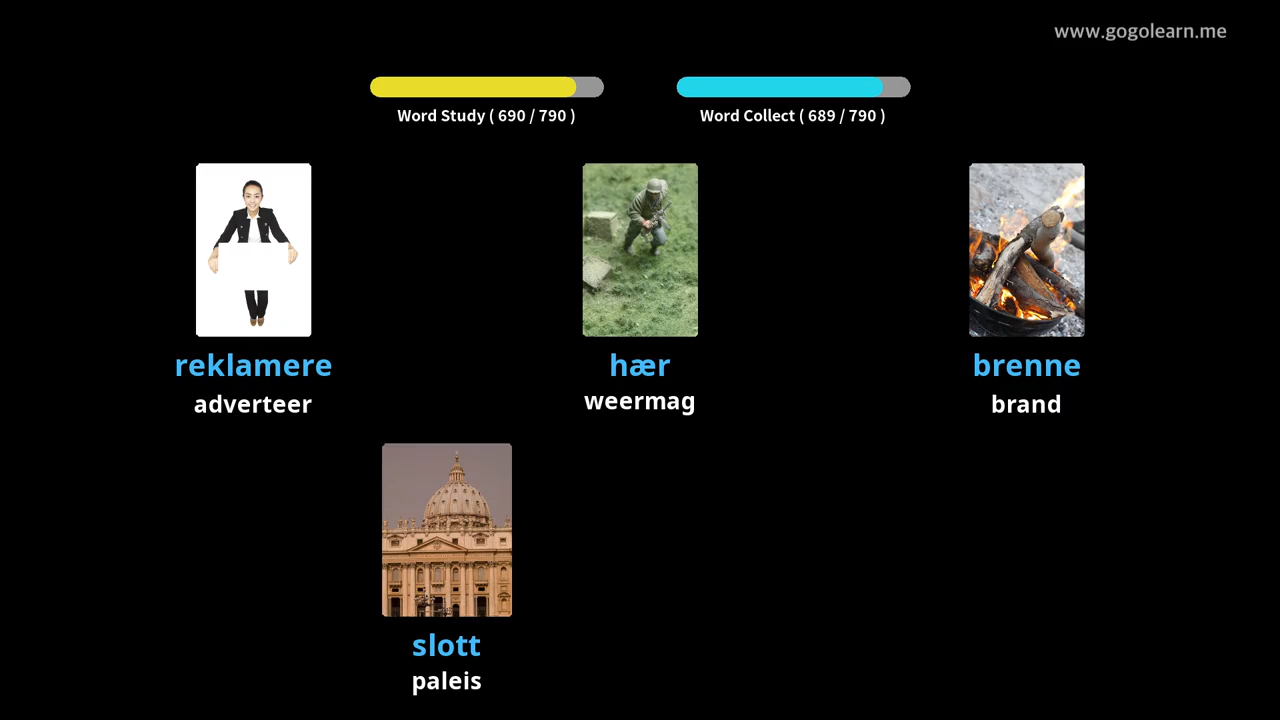 www.gogolearn.me
Word Study ( 690 / 790 )
Word Collect ( 689 / 790 )
reklamere
adverteer
hær
weermag
brenne
brand
slott
paleis